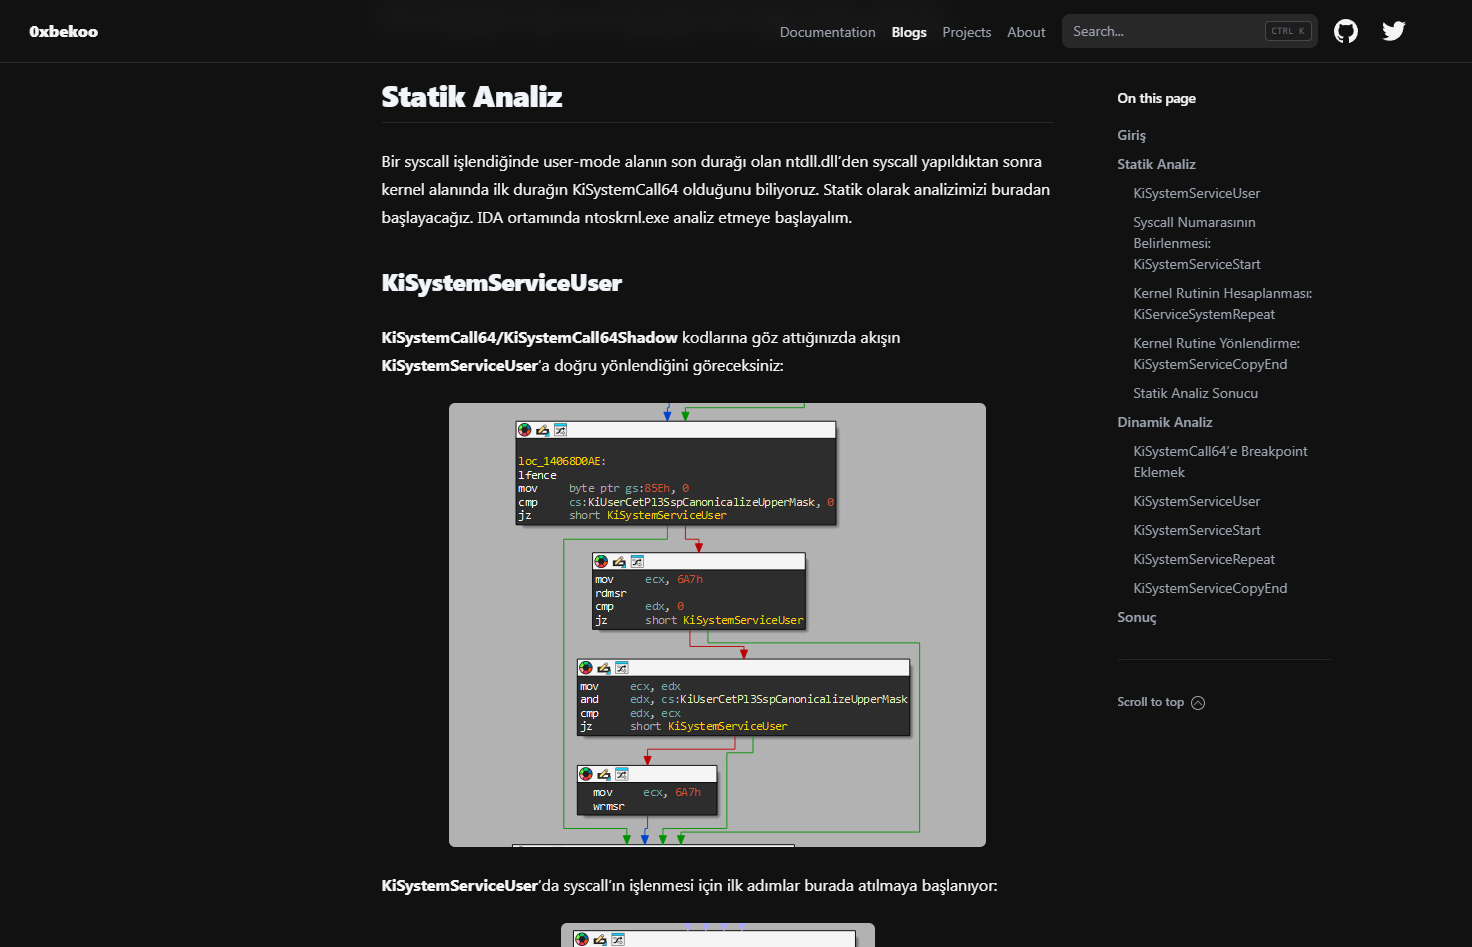 0xbekoo
Documentation Blogs Projects About Search... CTRL K
Statik Analiz
Bir syscall işlendiğinde user-mode alanın son durağı olan ntdll.dll’den syscall yapıldıktan sonra
kernel alanında ilk durağın KiSystemCall64 olduğunu biliyoruz. Statik olarak analizimizi buradan
başlayacağız. IDA ortamında ntoskrnl.exe analiz etmeye başlayalım.
KiSystemServiceUser
KiSystemCall64/KiSystemCall64Shadow kodlarına göz attığınızda akışın
KiSystemServiceUser‘a doğru yönlendiğini göreceksiniz:
loc_14068D0AE:
lfence
mov byte ptr gs:85Eh, 0
cmp cs:KiUserCetPl3SspCanonicalizeUpperMask, 0
jz short KiSystemServiceUser
mov ecx, 6A7h
rdmsr
cmp edx, 0
jz short KiSystemServiceUser
mov ecx, edx
and edx, cs:KiUserCetPl3SspCanonicalizeUpperMask
cmp edx, ecx
jz short KiSystemServiceUser
mov ecx, 6A7h
wrmsr
KiSystemServiceUser‘da syscall’ın işlenmesi için ilk adımlar burada atılmaya başlanıyor:
On this page
Giriş
Statik Analiz
KiSystemServiceUser
Syscall Numarasının
Belirlenmesi:
KiSystemServiceStart
Kernel Rutinin Hesaplanması:
KiServiceSystemRepeat
Kernel Rutine Yönlendirme:
KiSystemServiceCopyEnd
Statik Analiz Sonucu
Dinamik Analiz
KiSystemCall64’e Breakpoint
Eklemek
KiSystemServiceUser
KiSystemServiceStart
KiSystemServiceRepeat
KiSystemServiceCopyEnd
Sonuç
Scroll to top